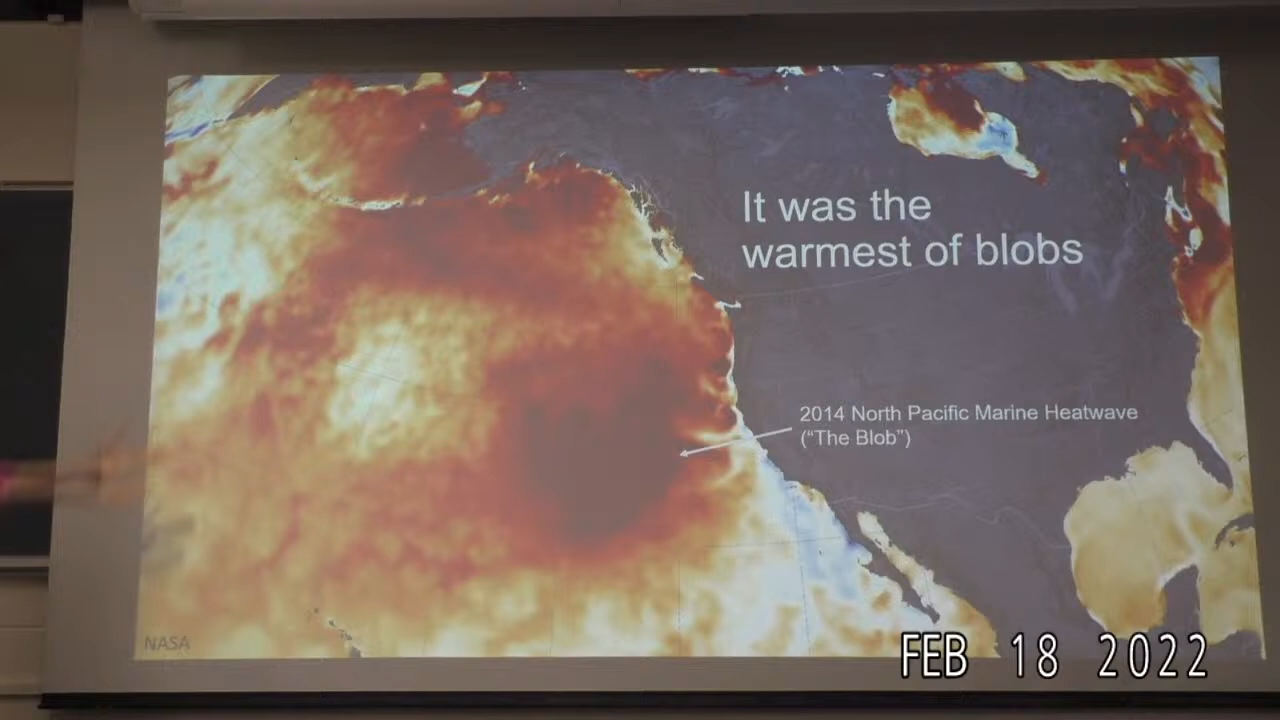 It was the
warmest of blobs
2014 North Pacific Marine Heatwave
(“The Blob”)
NASA
FEB 18 2022